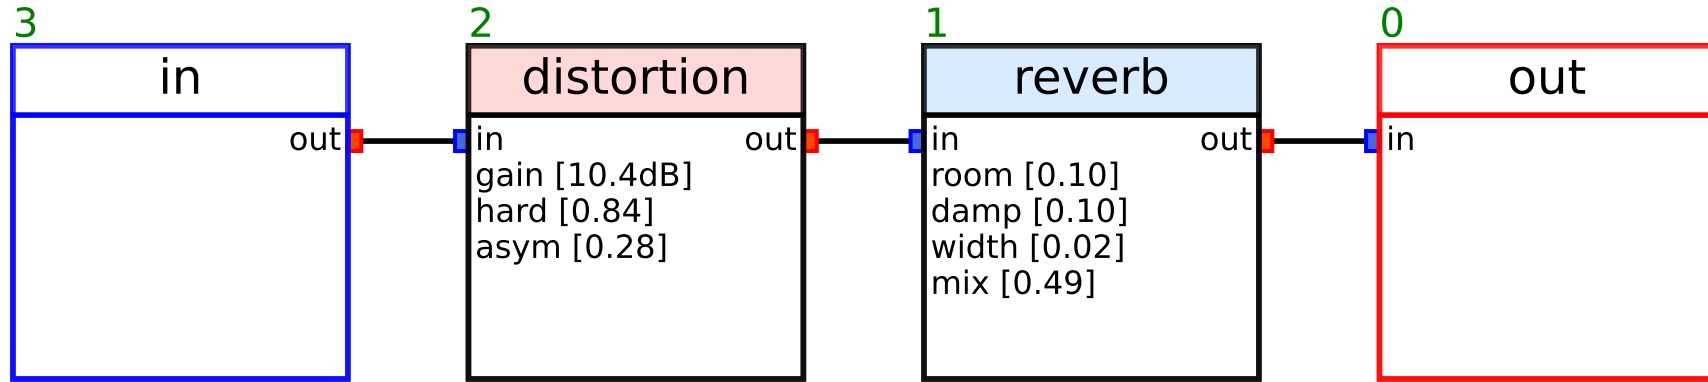 3
in
out
2
distortion
in
out
gain [10.4dB]
hard [0.84]
asym [0.28]
1
reverb
in
out
room [0.10]
damp [0.10]
width [0.02]
mix [0.49]
0
out
in